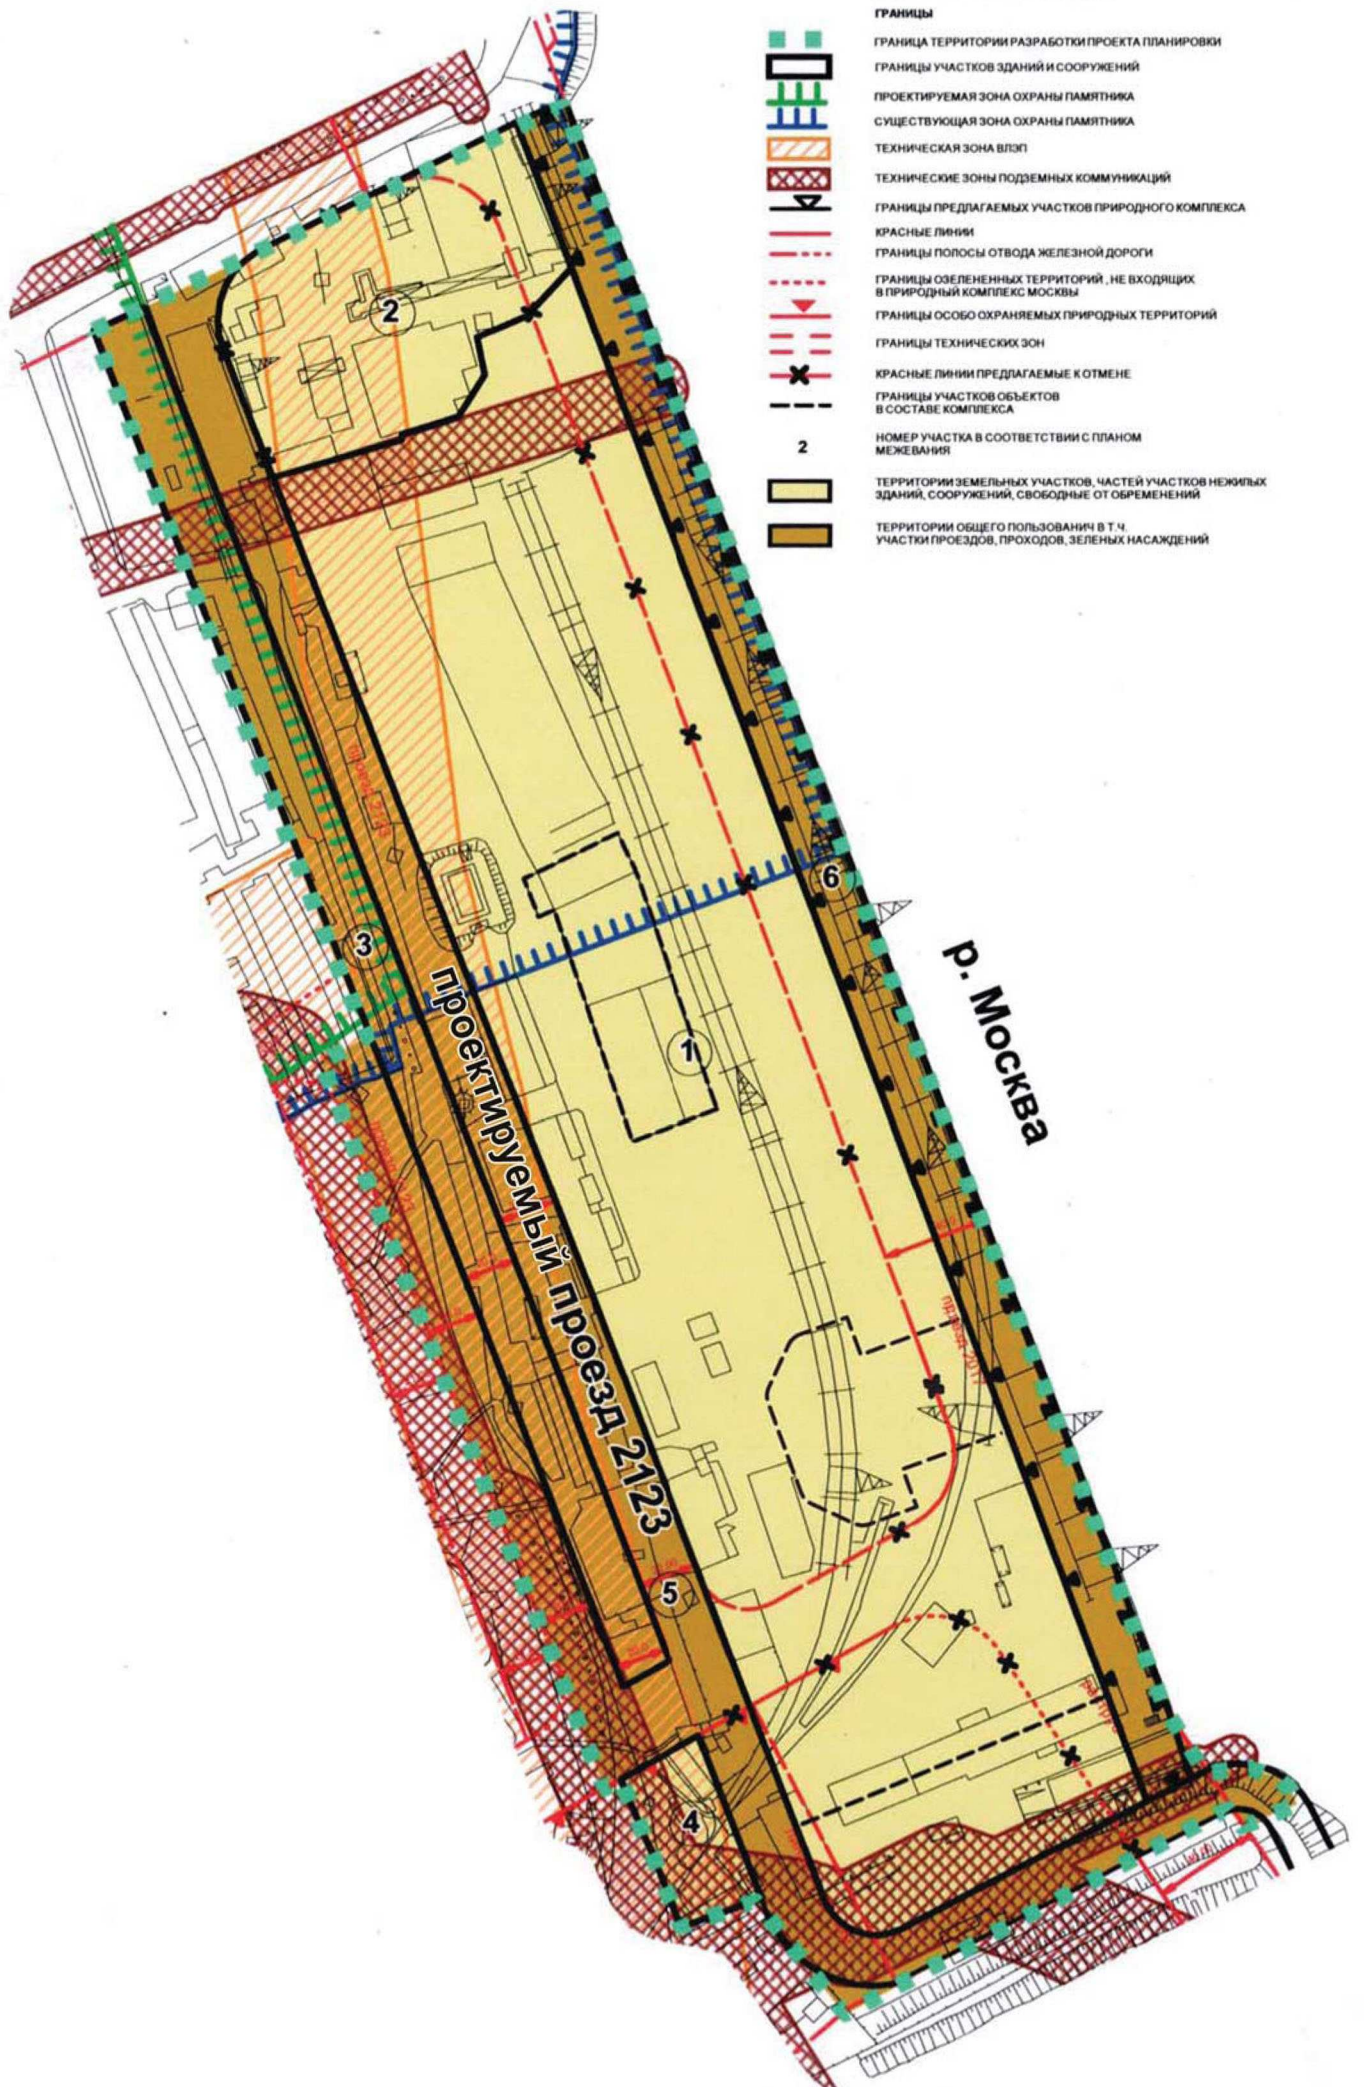 ГРАНИЦЫ
ГРАНИЦА ТЕРРИТОРИИ РАЗРАБОТКИ ПРОЕКТА ПЛАНИРОВКИ
ГРАНИЦЫ УЧАСТКОВ ЗДАНИЙ И СООРУЖЕНИЙ
ПРОЕКТИРУЕМАЯ ЗОНА ОХРАНЫ ПАМЯТНИКА
СУЩЕСТВУЮЩАЯ ЗОНА ОХРАНЫ ПАМЯТНИКА
ТЕХНИЧЕСКАЯ ЗОНА ВЛЭП
ТЕХНИЧЕСКИЕ ЗОНЫ ПОДЗЕМНЫХ КОММУНИКАЦИЙ
ГРАНИЦЫ ПРЕДЛАГАЕМЫХ УЧАСТКОВ ПРИРОДНОГО КОМПЛЕКСА
КРАСНЫЕ ЛИНИИ
ГРАНИЦЫ ПОЛОСЫ ОТВОДА ЖЕЛЕЗНОЙ ДОРОГИ
ГРАНИЦЫ ОЗЕЛЕНЕННЫХ ТЕРРИТОРИЙ , НЕ ВХОДЯЩИХ
В ПРИРОДНЫЙ КОМПЛЕКС МОСКВЫ
ГРАНИЦЫ ОСОБО ОХРАНЯЕМЫХ ПРИРОДНЫХ ТЕРРИТОРИЙ
ГРАНИЦЫ ТЕХНИЧЕСКИХ ЗОН
КРАСНЫЕ ЛИНИИ ПРЕДЛАГАЕМЫЕ К ОТМЕНЕ
ГРАНИЦЫ УЧАСТКОВ ОБЪЕКТОВ
В СОСТАВЕ КОМПЛЕКСА
2 НОМЕР УЧАСТКА В СООТВЕТСТВИИ С ПЛАНОМ
МЕЖЕВАНИЯ
ТЕРРИТОРИИ ЗЕМЕЛЬНЫХ УЧАСТКОВ, ЧАСТЕЙ УЧАСТКОВ НЕЖИЛЫХ
ЗДАНИЙ, СООРУЖЕНИЙ, СВОБОДНЫЕ ОТ ОБРЕМЕНЕНИЙ
ТЕРРИТОРИИ ОБЩЕГО ПОЛЬЗОВАНИЧ В Т.Ч.
УЧАСТКИ ПРОЕЗДОВ, ПРОХОДОВ, ЗЕЛЕНЫХ НАСАЖДЕНИЙ
2
проезд 2123
6
3
р. Москва
1
проектируемый проезд 2123
проезд 2017
5
4